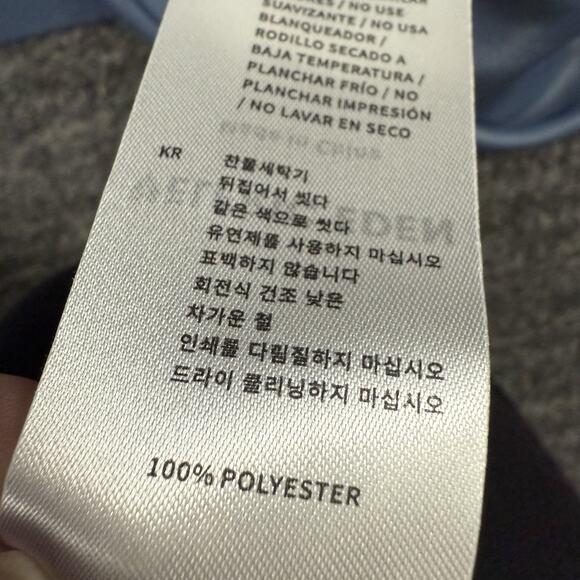 RES / NO USE
SUAVIZANTE / NO USA
BLANQUEADOR /
RODILLO SECADO A
BAJA TEMPERATURA /
PLANCHAR FRÍO / NO
PLANCHAR IMPRESIÓN
/ NO LAVAR EN SECO
KR
찬물세탁기
뒤집어서 씻다
같은 색으로 씻다
유연제를 사용하지 마십시오
표백하지 않습니다
회전식 건조 낮은
차가운 철
인쇄를 다림질하지 마십시오
드라이 클리닝하지 마십시오
100% POLYESTER